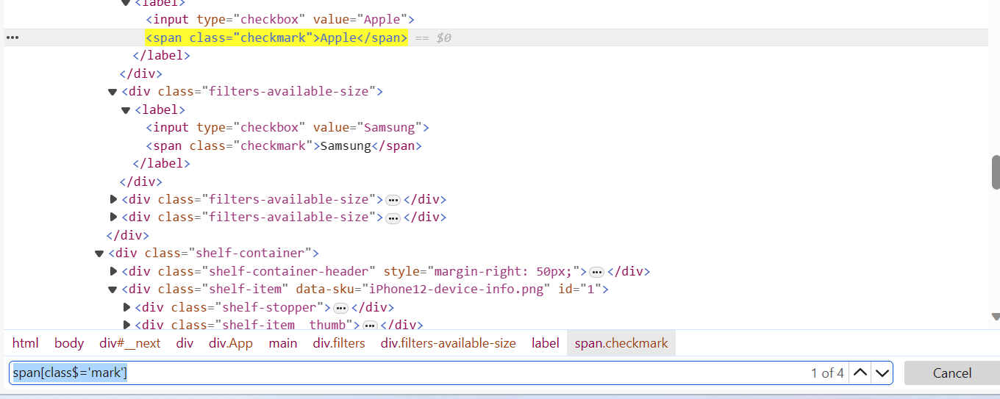 <label>
<input type="checkbox" value="Apple">
<span class="checkmark">Apple</span> == $0
</label>
</div>
<div class="filters-available-size">
<label>
<input type="checkbox" value="Samsung">
<span class="checkmark">Samsung</span>
</label>
</div>
<div class="filters-available-size">…</div>
<div class="filters-available-size">…</div>
</div>
<div class="shelf-container">
<div class="shelf-container-header" style="margin-right: 50px;">…</div>
<div class="shelf-item" data-sku="iPhone12-device-info.png" id="1">
<div class="shelf-stopper">…</div>
<div class="shelf-item__thumb">…</div>
html body div#__next div div.App main div.filters div.filters-available-size label span.checkmark
span[class$='mark'] 1 of 4 Cancel